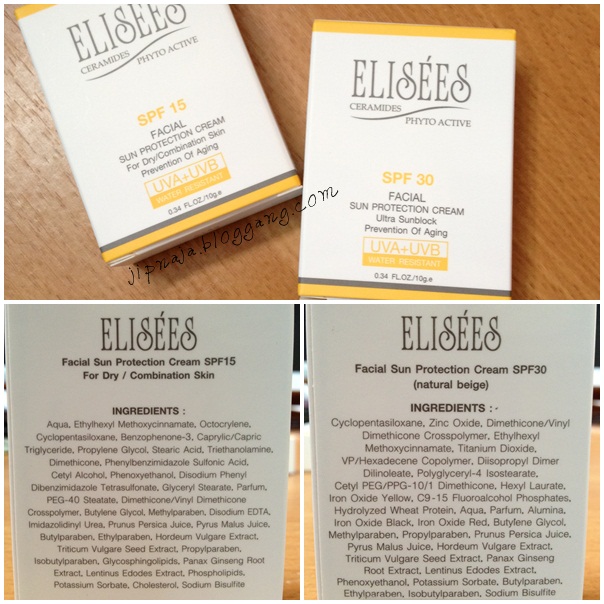 ELISÉES
CERAMIDES
PHYTO ACTIVE
SPF 15
FACIAL
SUN PROTECTION CREAM
For Dry/Combination Skin
Prevention Of Aging
UVA+UVB
WATER RESISTANT
0.34 FL.OZ./10g.e
ELISÉES
CERAMIDES
PHYTO ACTIVE
SPF 30
FACIAL
SUN PROTECTION CREAM
Ultra Sunblock
Prevention Of Aging
UVA+UVB
WATER RESISTANT
0.34 FL.OZ./10g.e
jipnaja.bloggang.com
ELISÉES
Facial Sun Protection Cream SPF15
For Dry / Combination Skin
INGREDIENTS :
Aqua, Ethylhexyl Methoxycinnamate, Octocrylene,
Cyclopentasiloxane, Benzophenone-3, Caprylic/Capric
Triglyceride, Propylene Glycol, Stearic Acid, Triethanolamine,
Dimethicone, Phenylbenzimidazole Sulfonic Acid,
Cetyl Alcohol, Phenoxyethanol, Disodium Phenyl
Dibenzimidazole Tetrasulfonate, Glyceryl Stearate, Parfum,
PEG-40 Steatate, Dimethicone/Vinyl Dimethicone
Crosspolymer, Butylene Glycol, Methylparaben, Disodium EDTA,
Imidazolidinyl Urea, Prunus Persica Juice, Pyrus Malus Juice,
Butylparaben, Ethylparaben, Hordeum Vulgare Extract,
Triticum Vulgare Seed Extract, Propylparaben,
Isobutylparaben, Glycosphingolipids, Panax Ginseng Root
Extract, Lentinus Edodes Extract, Phospholipids,
Potassium Sorbate, Cholesterol, Sodium Bisulfite
ELISÉES
Facial Sun Protection Cream SPF30
(natural beige)
INGREDIENTS : -
Cyclopentasiloxane, Zinc Oxide, Dimethicone/Vinyl
Dimethicone Crosspolymer, Ethylhexyl
Methoxycinnamate, Titanium Dioxide,
VP/Hexadecene Copolymer, Diisopropyl Dimer
Dilinoleate, Polyglyceryl-4 Isostearate,
Cetyl PEG/PPG-10/1 Dimethicone, Hexyl Laurate,
Iron Oxide Yellow, C9-15 Fluoroalcohol Phosphates,
Hydrolyzed Wheat Protein, Aqua, Parfum, Alumina,
Iron Oxide Black, Iron Oxide Red, Butylene Glycol,
Methylparaben, Propylparaben, Prunus Persica Juice,
Pyrus Malus Juice, Hordeum Vulgare Extract,
Triticum Vulgare Seed Extract, Panax Ginseng
Root Extract, Lentinus Edodes Extract,
Phenoxyethanol, Potassium Sorbate, Butylparaben,
Ethylparaben, Isobutylparaben, Sodium Bisulfite